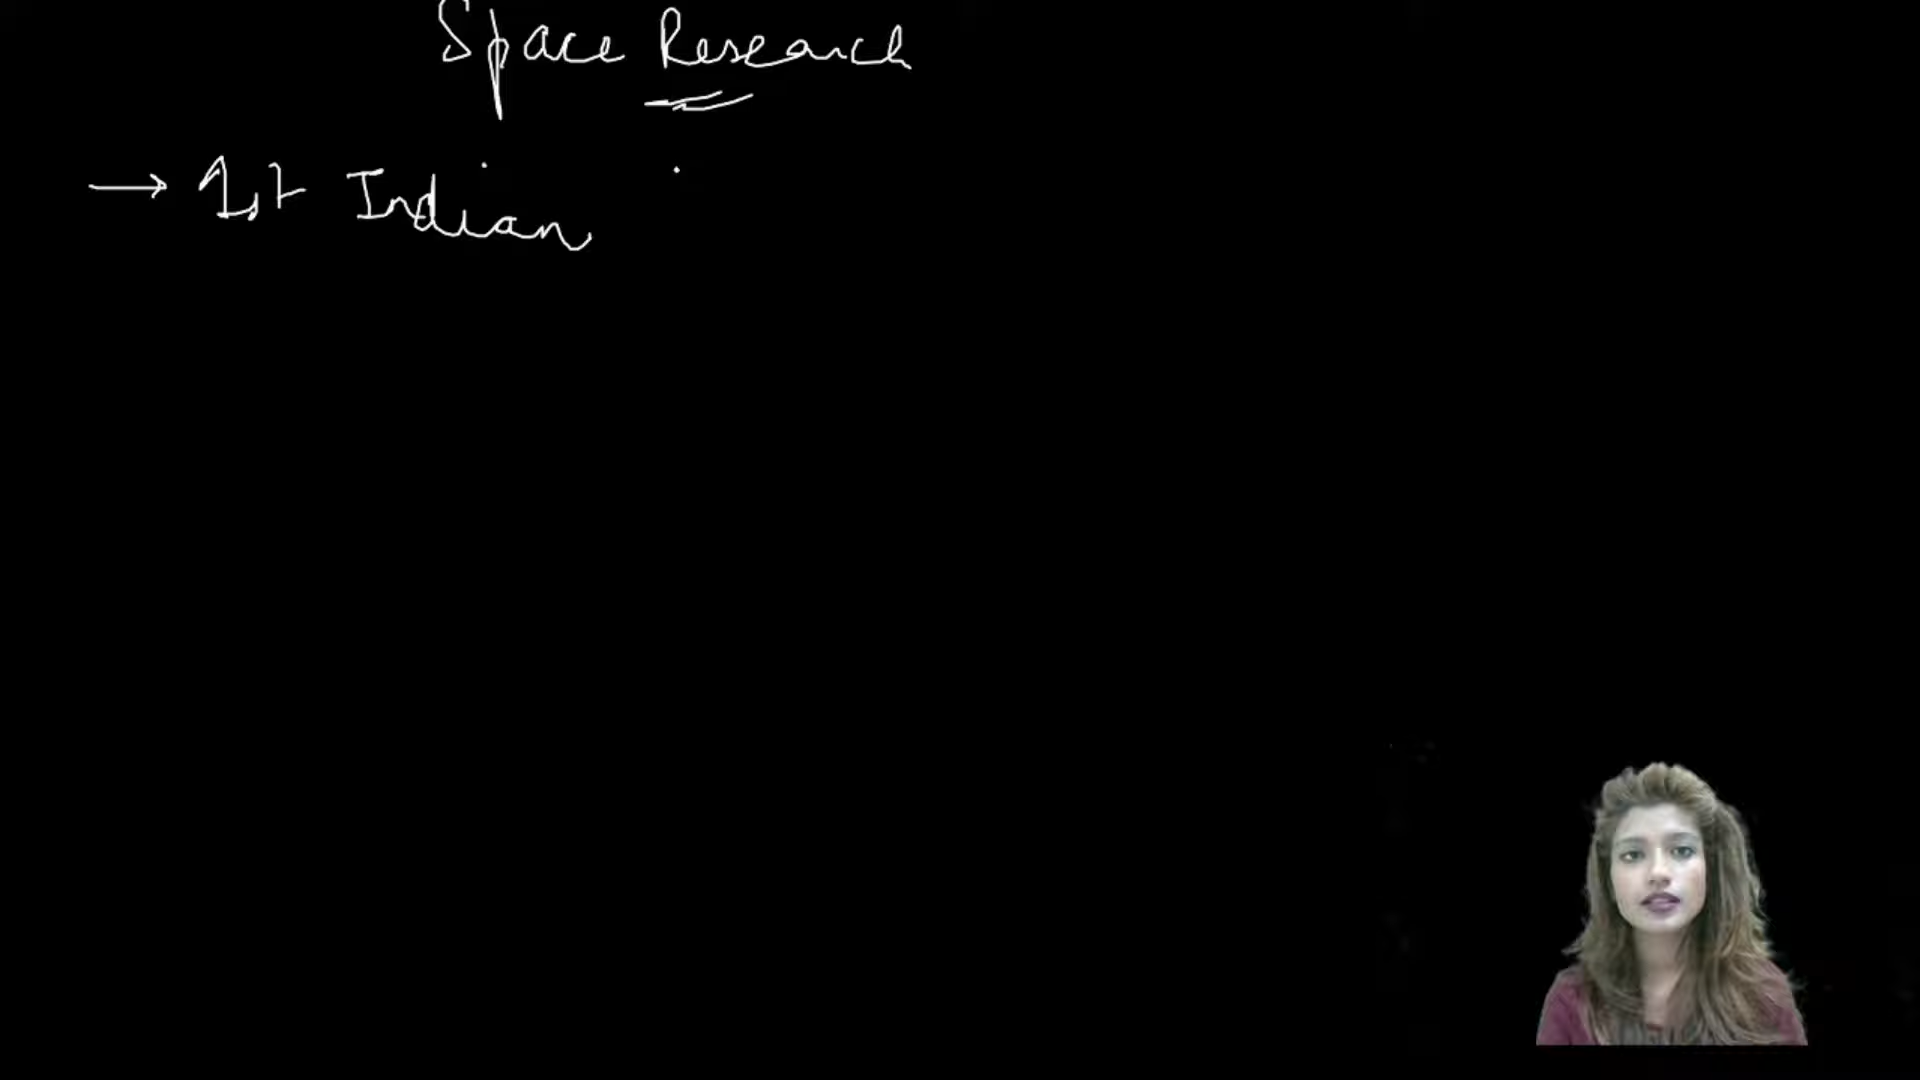 Space Research
→ 1st Indian